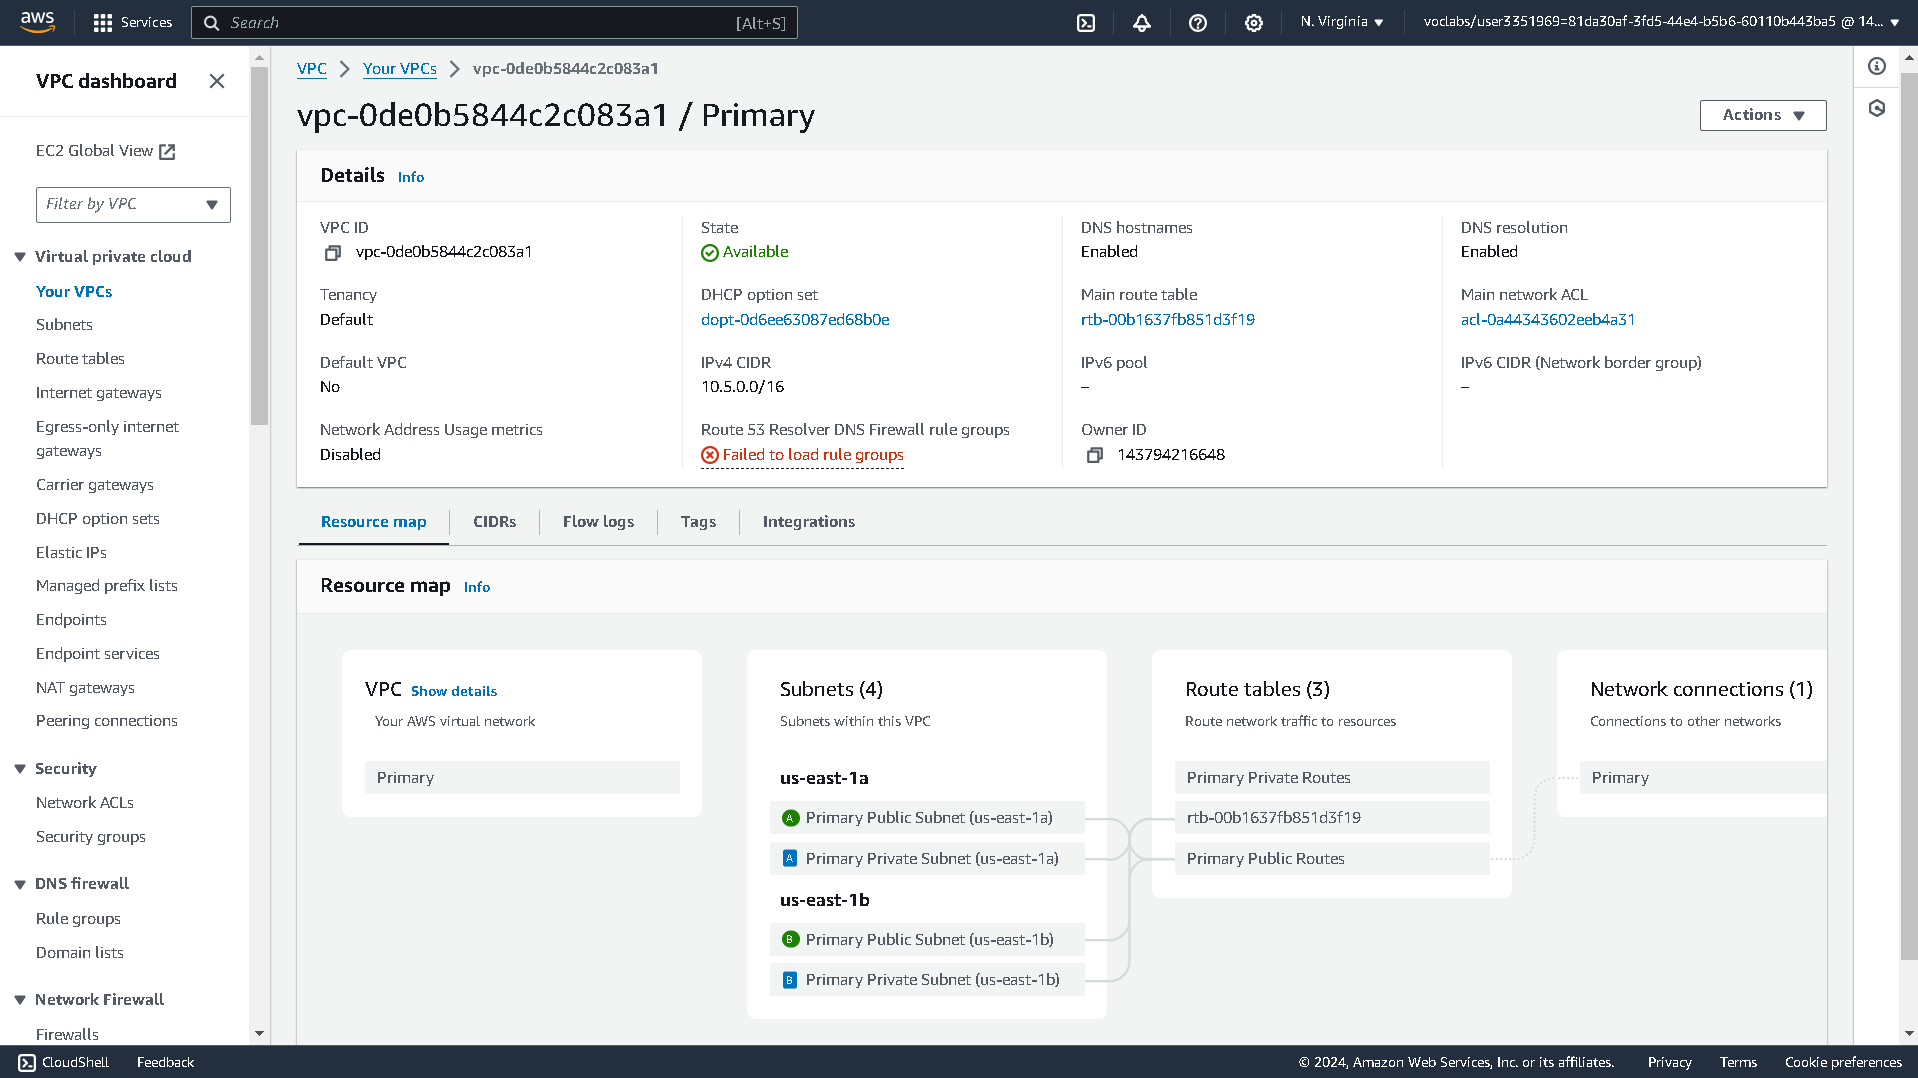 aws
Services
Search
[Alt+S]
N. Virginia
voclabs/user3351969=81da30af-3fd5-44e4-b5b6-60110b443ba5 @ 14...
VPC dashboard
EC2 Global View
Filter by VPC
Virtual private cloud
Your VPCs
Subnets
Route tables
Internet gateways
Egress-only internet
gateways
Carrier gateways
DHCP option sets
Elastic IPs
Managed prefix lists
Endpoints
Endpoint services
NAT gateways
Peering connections
Security
Network ACLs
Security groups
DNS firewall
Rule groups
Domain lists
Network Firewall
Firewalls
VPC
Your VPCs
vpc-0de0b5844c2c083a1
vpc-0de0b5844c2c083a1 / Primary
Actions
Details Info
VPC ID
vpc-0de0b5844c2c083a1
State
Available
DNS hostnames
Enabled
DNS resolution
Enabled
Tenancy
Default
DHCP option set
dopt-0d6ee63087ed68b0e
Main route table
rtb-00b1637fb851d3f19
Main network ACL
acl-0a44343602eeb4a31
Default VPC
No
IPv4 CIDR
10.5.0.0/16
IPv6 pool
–
IPv6 CIDR (Network border group)
–
Network Address Usage metrics
Disabled
Route 53 Resolver DNS Firewall rule groups
Failed to load rule groups
Owner ID
143794216648
Resource map
CIDRs
Flow logs
Tags
Integrations
Resource map Info
VPC Show details
Your AWS virtual network
Primary
Subnets (4)
Subnets within this VPC
us-east-1a
A Primary Public Subnet (us-east-1a)
A Primary Private Subnet (us-east-1a)
us-east-1b
B Primary Public Subnet (us-east-1b)
B Primary Private Subnet (us-east-1b)
Route tables (3)
Route network traffic to resources
Primary Private Routes
rtb-00b1637fb851d3f19
Primary Public Routes
Network connections (1)
Connections to other networks
Primary
CloudShell
Feedback
© 2024, Amazon Web Services, Inc. or its affiliates.
Privacy
Terms
Cookie preferences